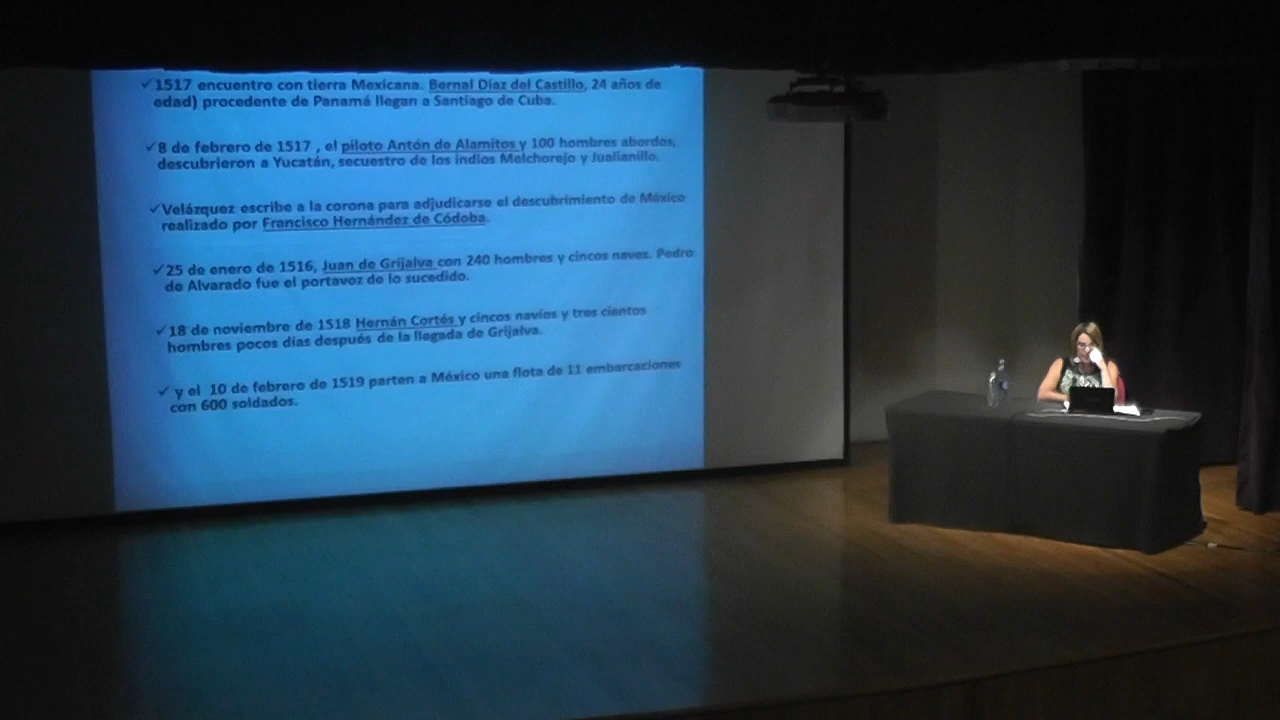 ✓1517 encuentro con tierra Mexicana. Bernal Díaz del Castillo, 24 años de
edad) procedente de Panamá llegan a Santiago de Cuba.
✓8 de febrero de 1517 , el piloto Antón de Alamitos y 100 hombres abordos,
descubrieron a Yucatán, secuestro de los indios Melchorejo y Juslianillo.
✓Velázquez escribe a la corona para adjudicarse el descubrimiento de México
realizado por Francisco Hernández de Códoba.
✓25 de enero de 1516, Juan de Grijalva con 240 hombres y cincos naves. Pedro
de Alvarado fue el portavoz de lo sucedido.
✓18 de noviembre de 1518 Hernán Cortés y cincos navíos y tres cientos
hombres pocos días después de la llegada de Grijalva.
✓ y el 10 de febrero de 1519 parten a México una flota de 11 embarcaciones
con 600 soldados.